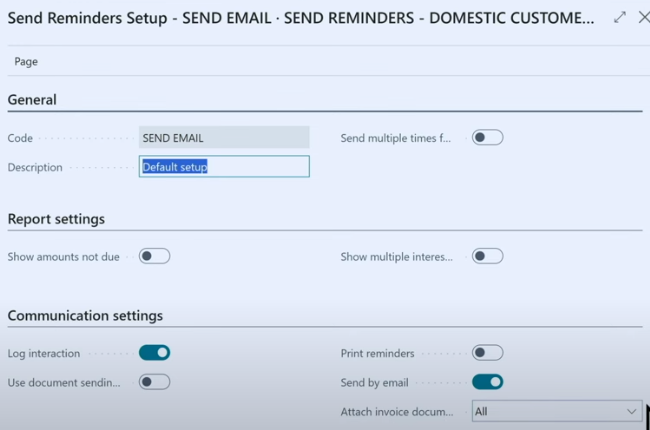 Send Reminders Setup - SEND EMAIL · SEND REMINDERS - DOMESTIC CUSTOME...
Page
General
Code SEND EMAIL Send multiple times f...
Description Default setup
Report settings
Show amounts not due Show multiple interes...
Communication settings
Log interaction Print reminders
Use document sendin... Send by email
Attach invoice docum... All